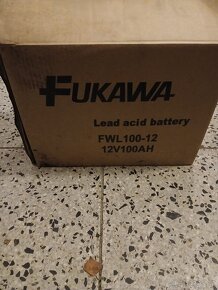 FUKAWA
Lead acid battery
FWL100-12
12V100AH